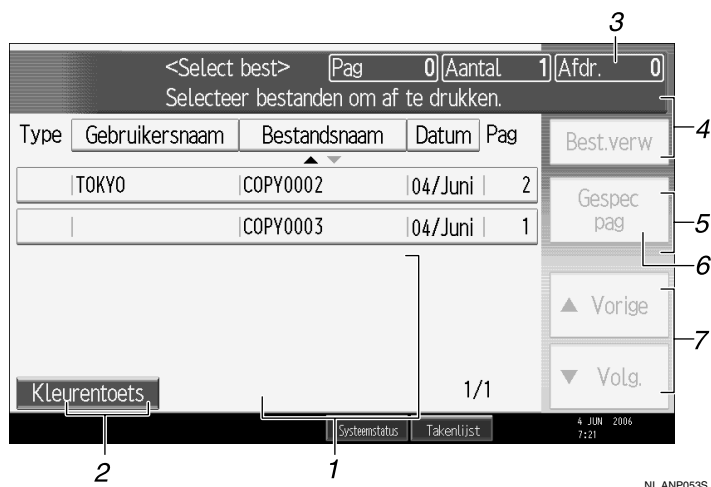 3
<Select best> Pag 0 Aantal 1 Afdr. 0
Selecteer bestanden om af te drukken.
4
Type Gebruikersnaam Bestandsnaam Datum Pag
Best.verw
▲ ▼
TOKYO COPY0002 04/Juni 2
Gespec
pag
5
COPY0003 04/Juni 1
6
▲ Vorige
7
▼ Volg.
Kleurentoets
1/1
Systeemstatus Takenlijst
4 JUN 2006
7:21
2
1
NL ANP053S